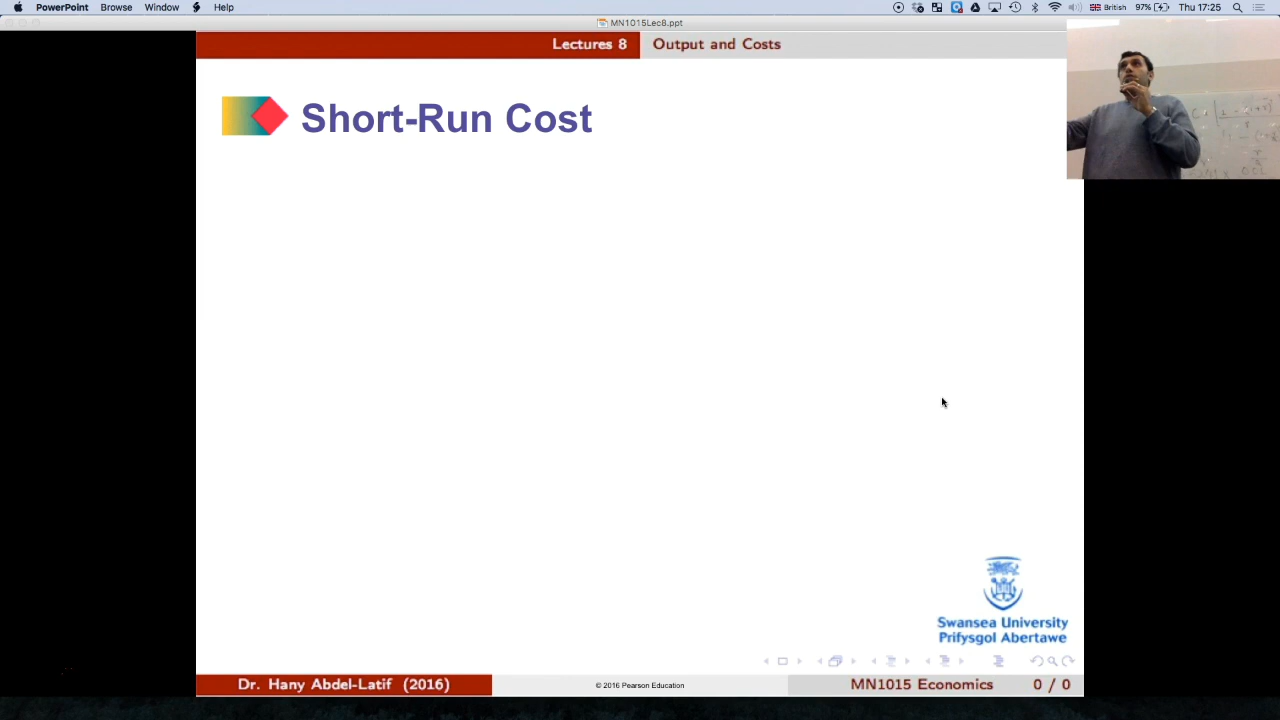 PowerPoint Browse Window Help British 97% Thu 17:25
MN1015Lec8.ppt
Lectures 8 Output and Costs
Short-Run Cost
Swansea University
Prifysgol Abertawe
Dr. Hany Abdel-Latif (2016) © 2016 Pearson Education MN1015 Economics 0 / 0